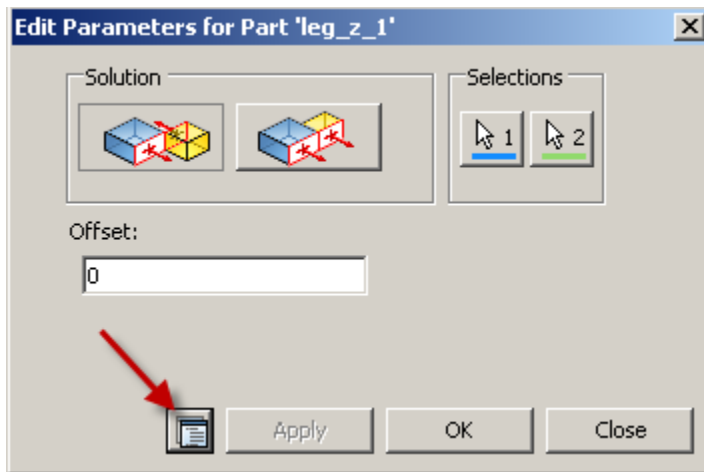 Edit Parameters for Part 'leg_z_1'
Solution
Selections
1
2
Offset:
0
Apply
OK
Close